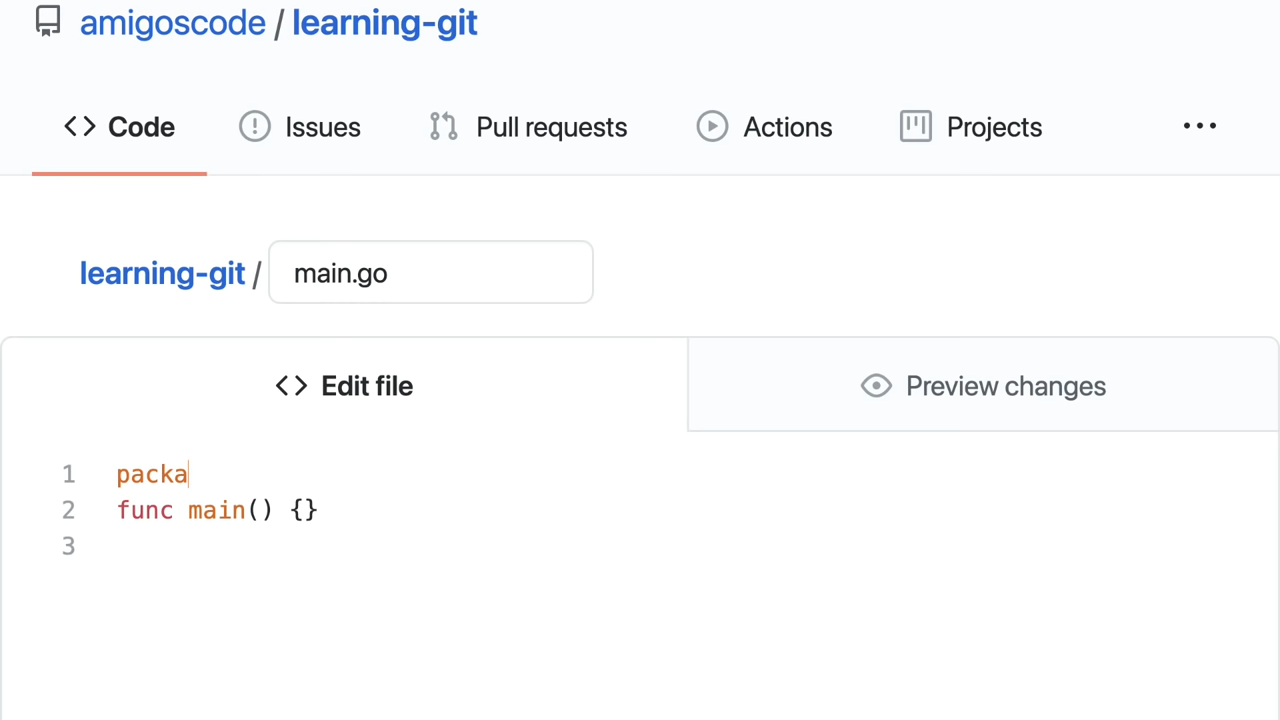 amigoscode / learning-git
Code Issues Pull requests Actions Projects ...
learning-git / main.go
<> Edit file Preview changes
1 packa
2 func main() {}
3